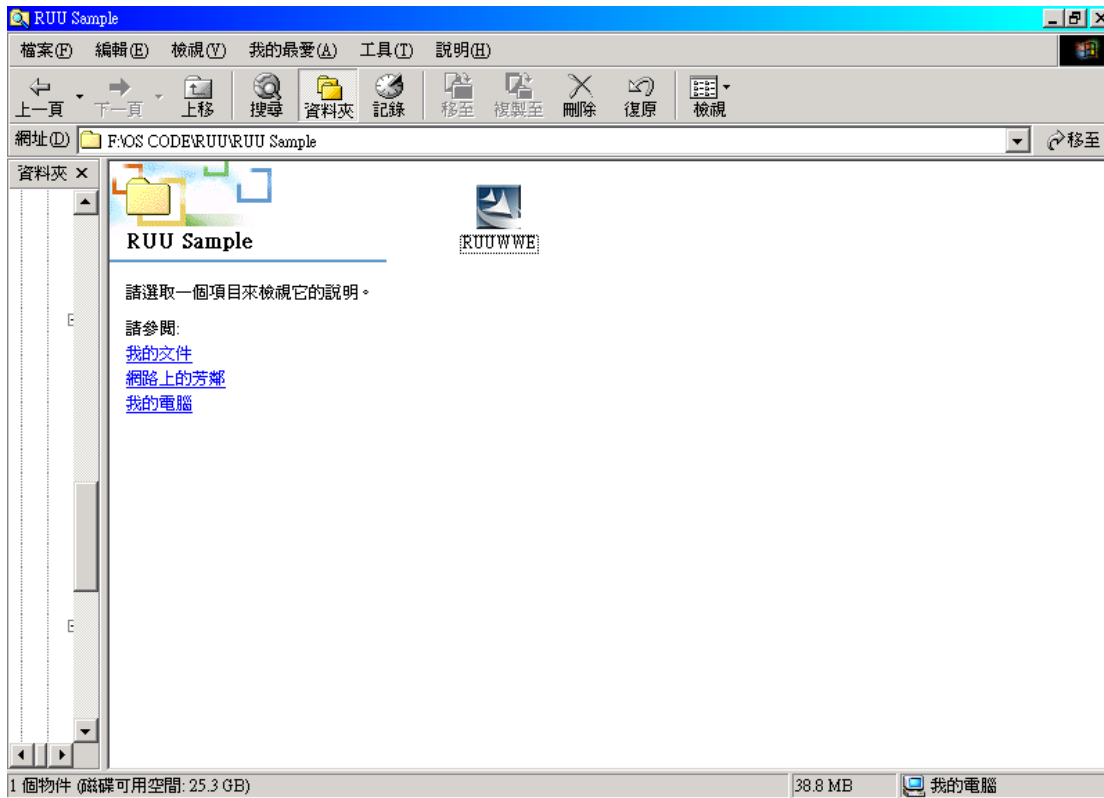 RUU Sample
檔案(F) 編輯(E) 檢視(V) 我的最愛(A) 工具(T) 說明(H)
上一頁 下一頁 上移 搜尋 資料夾 記錄 移至 複製至 刪除 復原 檢視
網址(D) F:\OS CODE\RUU\RUU Sample 移至
資料夾
RUU Sample
RUUWWE
請選取一個項目來檢視它的說明。
請參閱:
我的文件
網路上的芳鄰
我的電腦
1 個物件 (磁碟可用空間: 25.3 GB) 38.8 MB 我的電腦